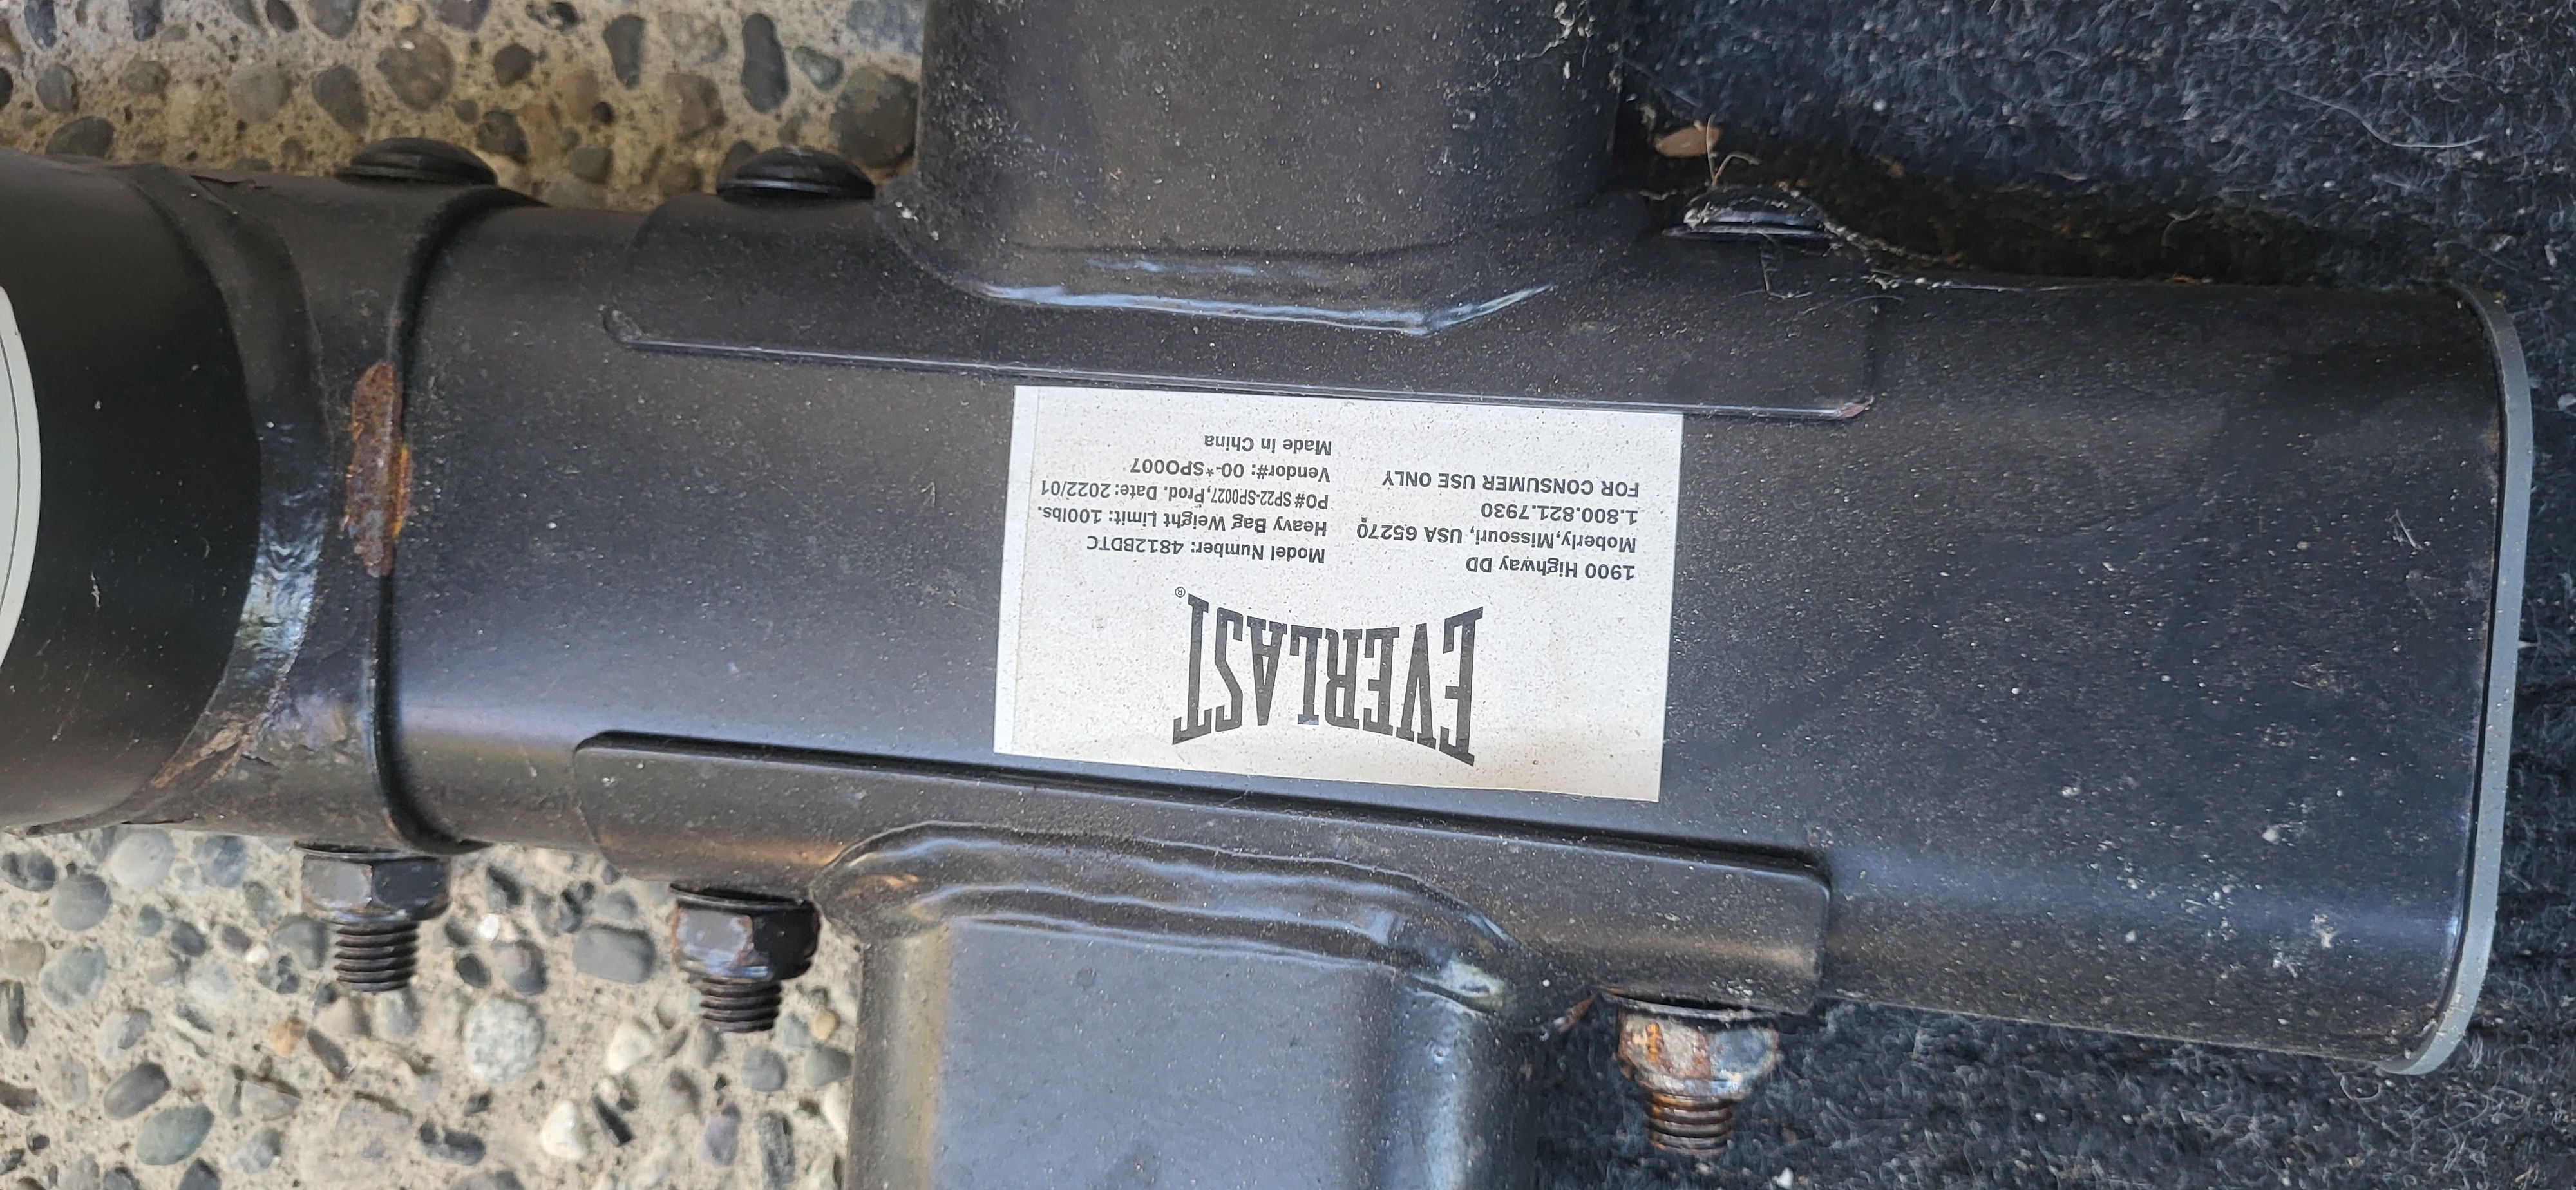 EVERLAST®
1900 Highway DD
Moberly,Missouri, USA 65270
1.800.821.7930
FOR CONSUMER USE ONLY
Model Number: 4812BDTC
Heavy Bag Weight Limit: 100lbs.
PO# SP22-SP0027, Prod. Date: 2022/01
Vendor#: 00-*SPO007
Made In China